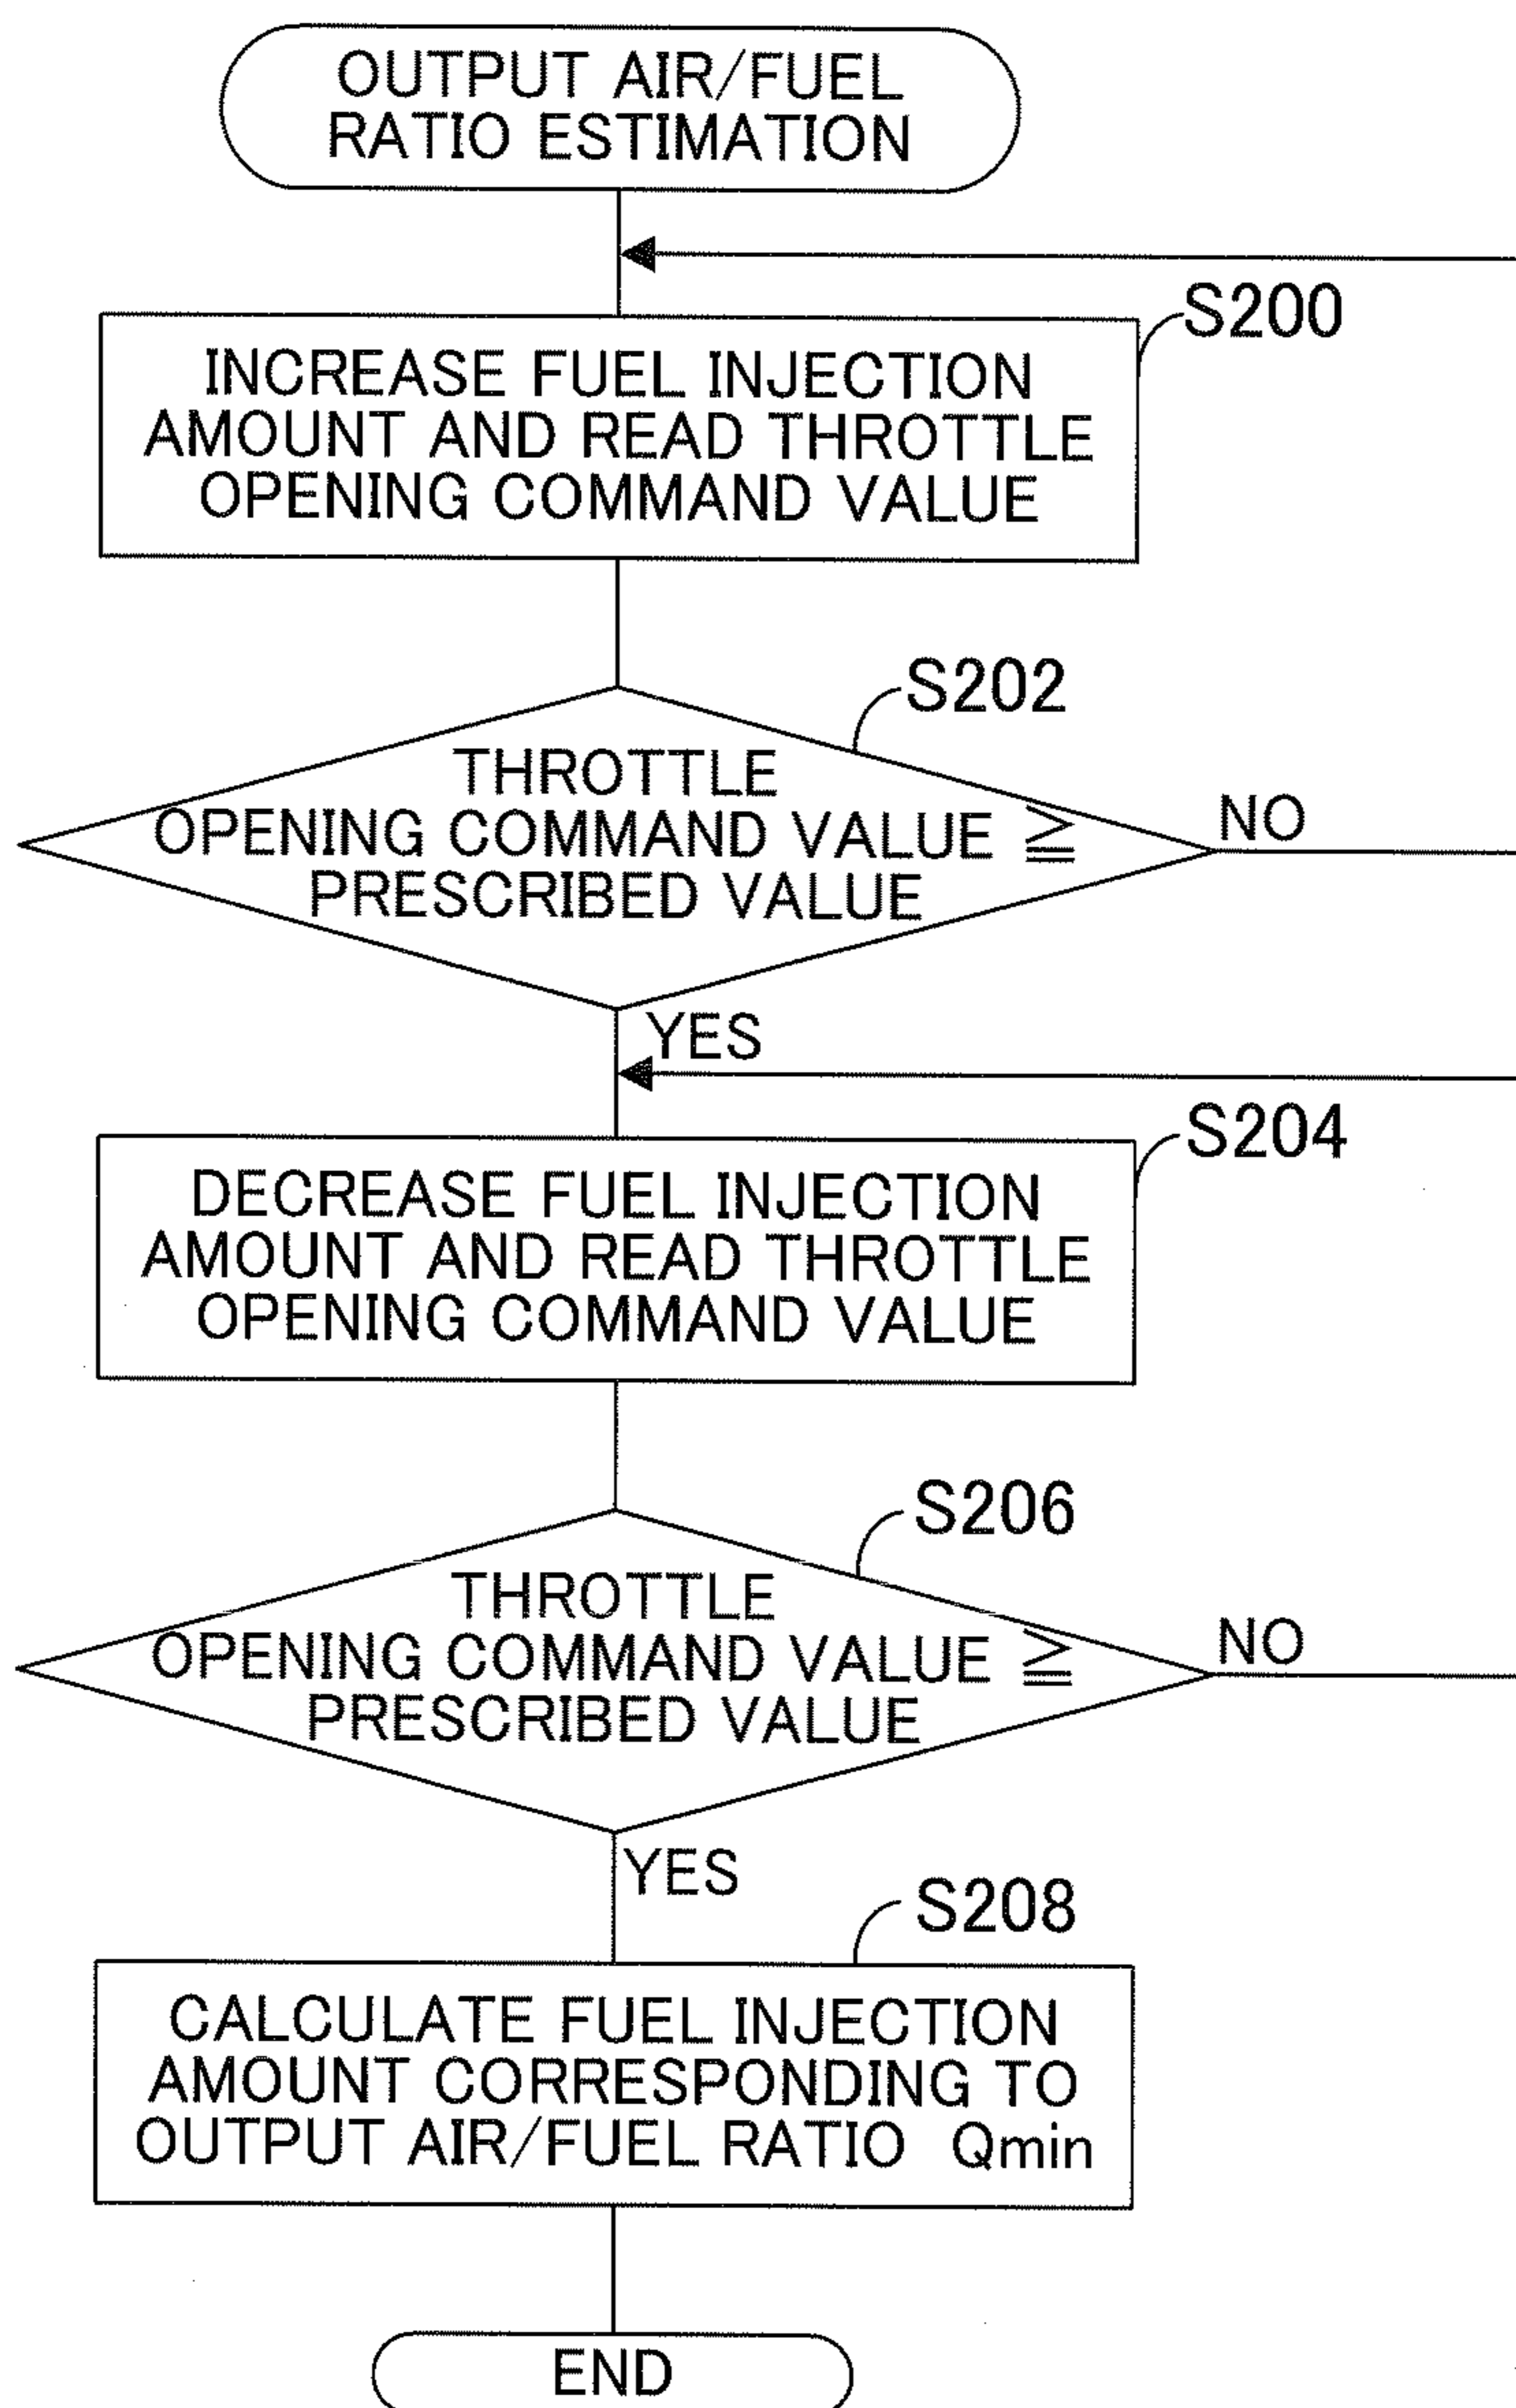 OUTPUT AIR/FUEL
RATIO ESTIMATION
S200
INCREASE FUEL INJECTION
AMOUNT AND READ THROTTLE
OPENING COMMAND VALUE
S202
THROTTLE
OPENING COMMAND VALUE ≧
PRESCRIBED VALUE
NO
YES
S204
DECREASE FUEL INJECTION
AMOUNT AND READ THROTTLE
OPENING COMMAND VALUE
S206
THROTTLE
OPENING COMMAND VALUE ≧
PRESCRIBED VALUE
NO
YES
S208
CALCULATE FUEL INJECTION
AMOUNT CORRESPONDING TO
OUTPUT AIR/FUEL RATIO Qmin
END